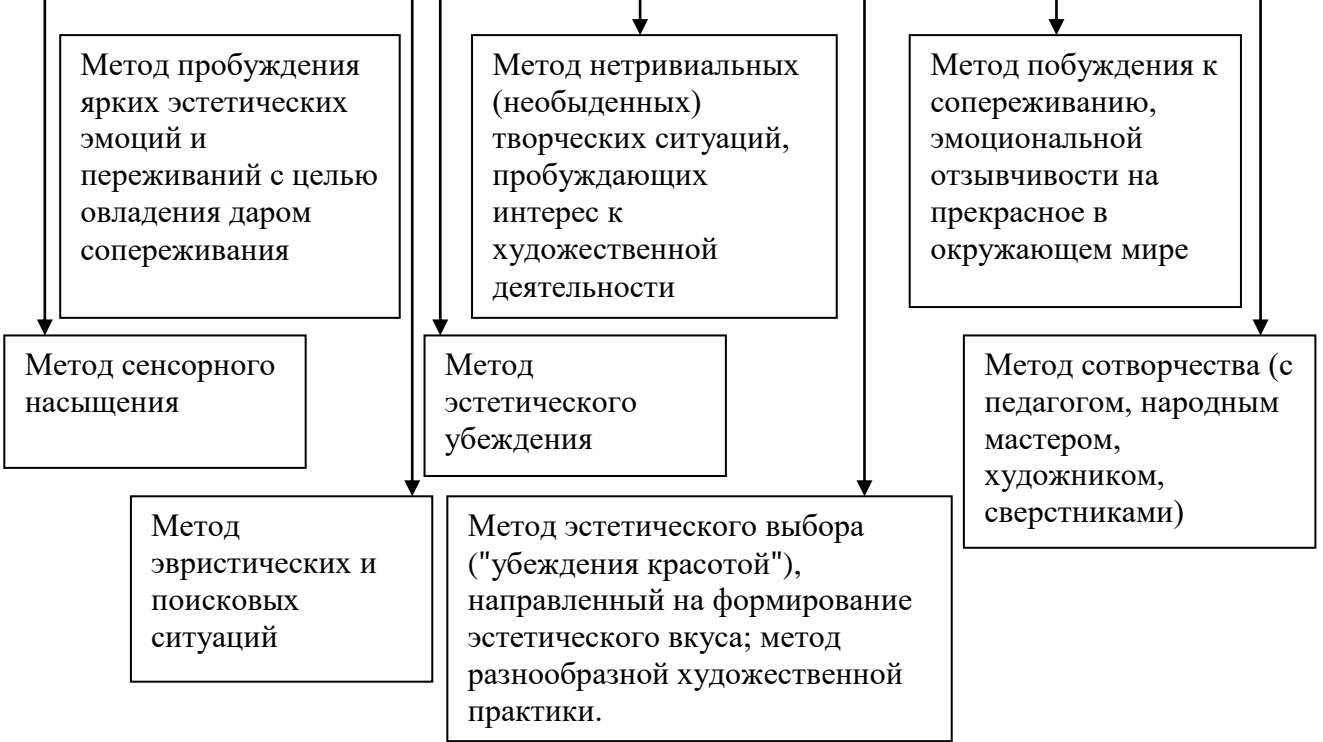 Метод пробуждения
ярких эстетических
эмоций и
переживаний с целью
овладения даром
сопереживания
Метод нетривиальных
(необыденных)
творческих ситуаций,
пробуждающих
интерес к
художественной
деятельности
Метод побуждения к
сопереживанию,
эмоциональной
отзывчивости на
прекрасное в
окружающем мире
Метод сенсорного
насыщения
Метод
эстетического
убеждения
Метод сотворчества (с
педагогом, народным
мастером,
художником,
сверстниками)
Метод
эвристических и
поисковых
ситуаций
Метод эстетического выбора
("убеждения красотой"),
направленный на формирование
эстетического вкуса; метод
разнообразной художественной
практики.